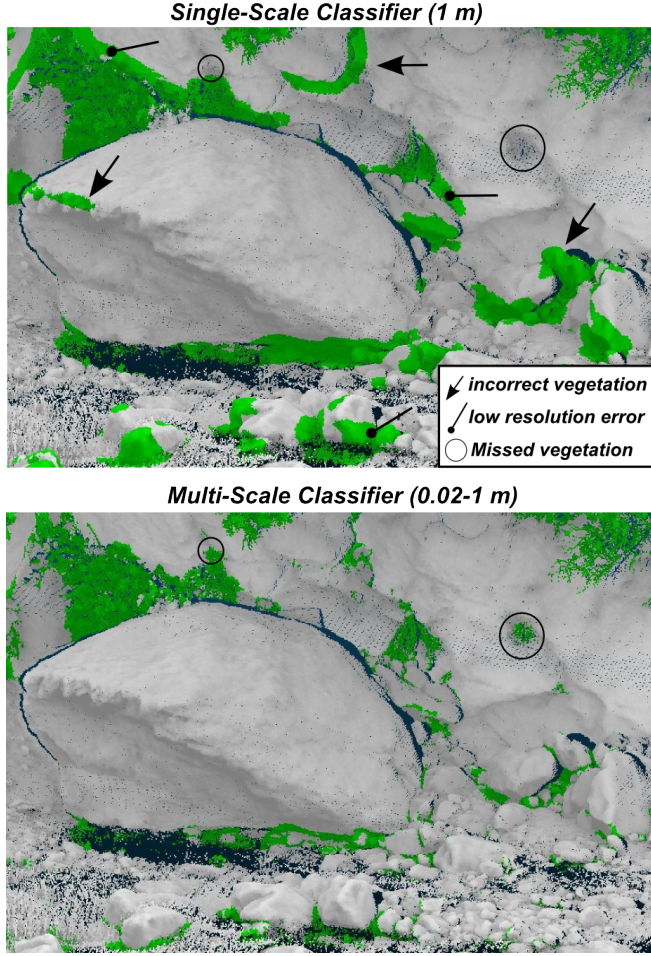 Single-Scale Classifier (1 m)
incorrect vegetation
low resolution error
Missed vegetation
Multi-Scale Classifier (0.02-1 m)